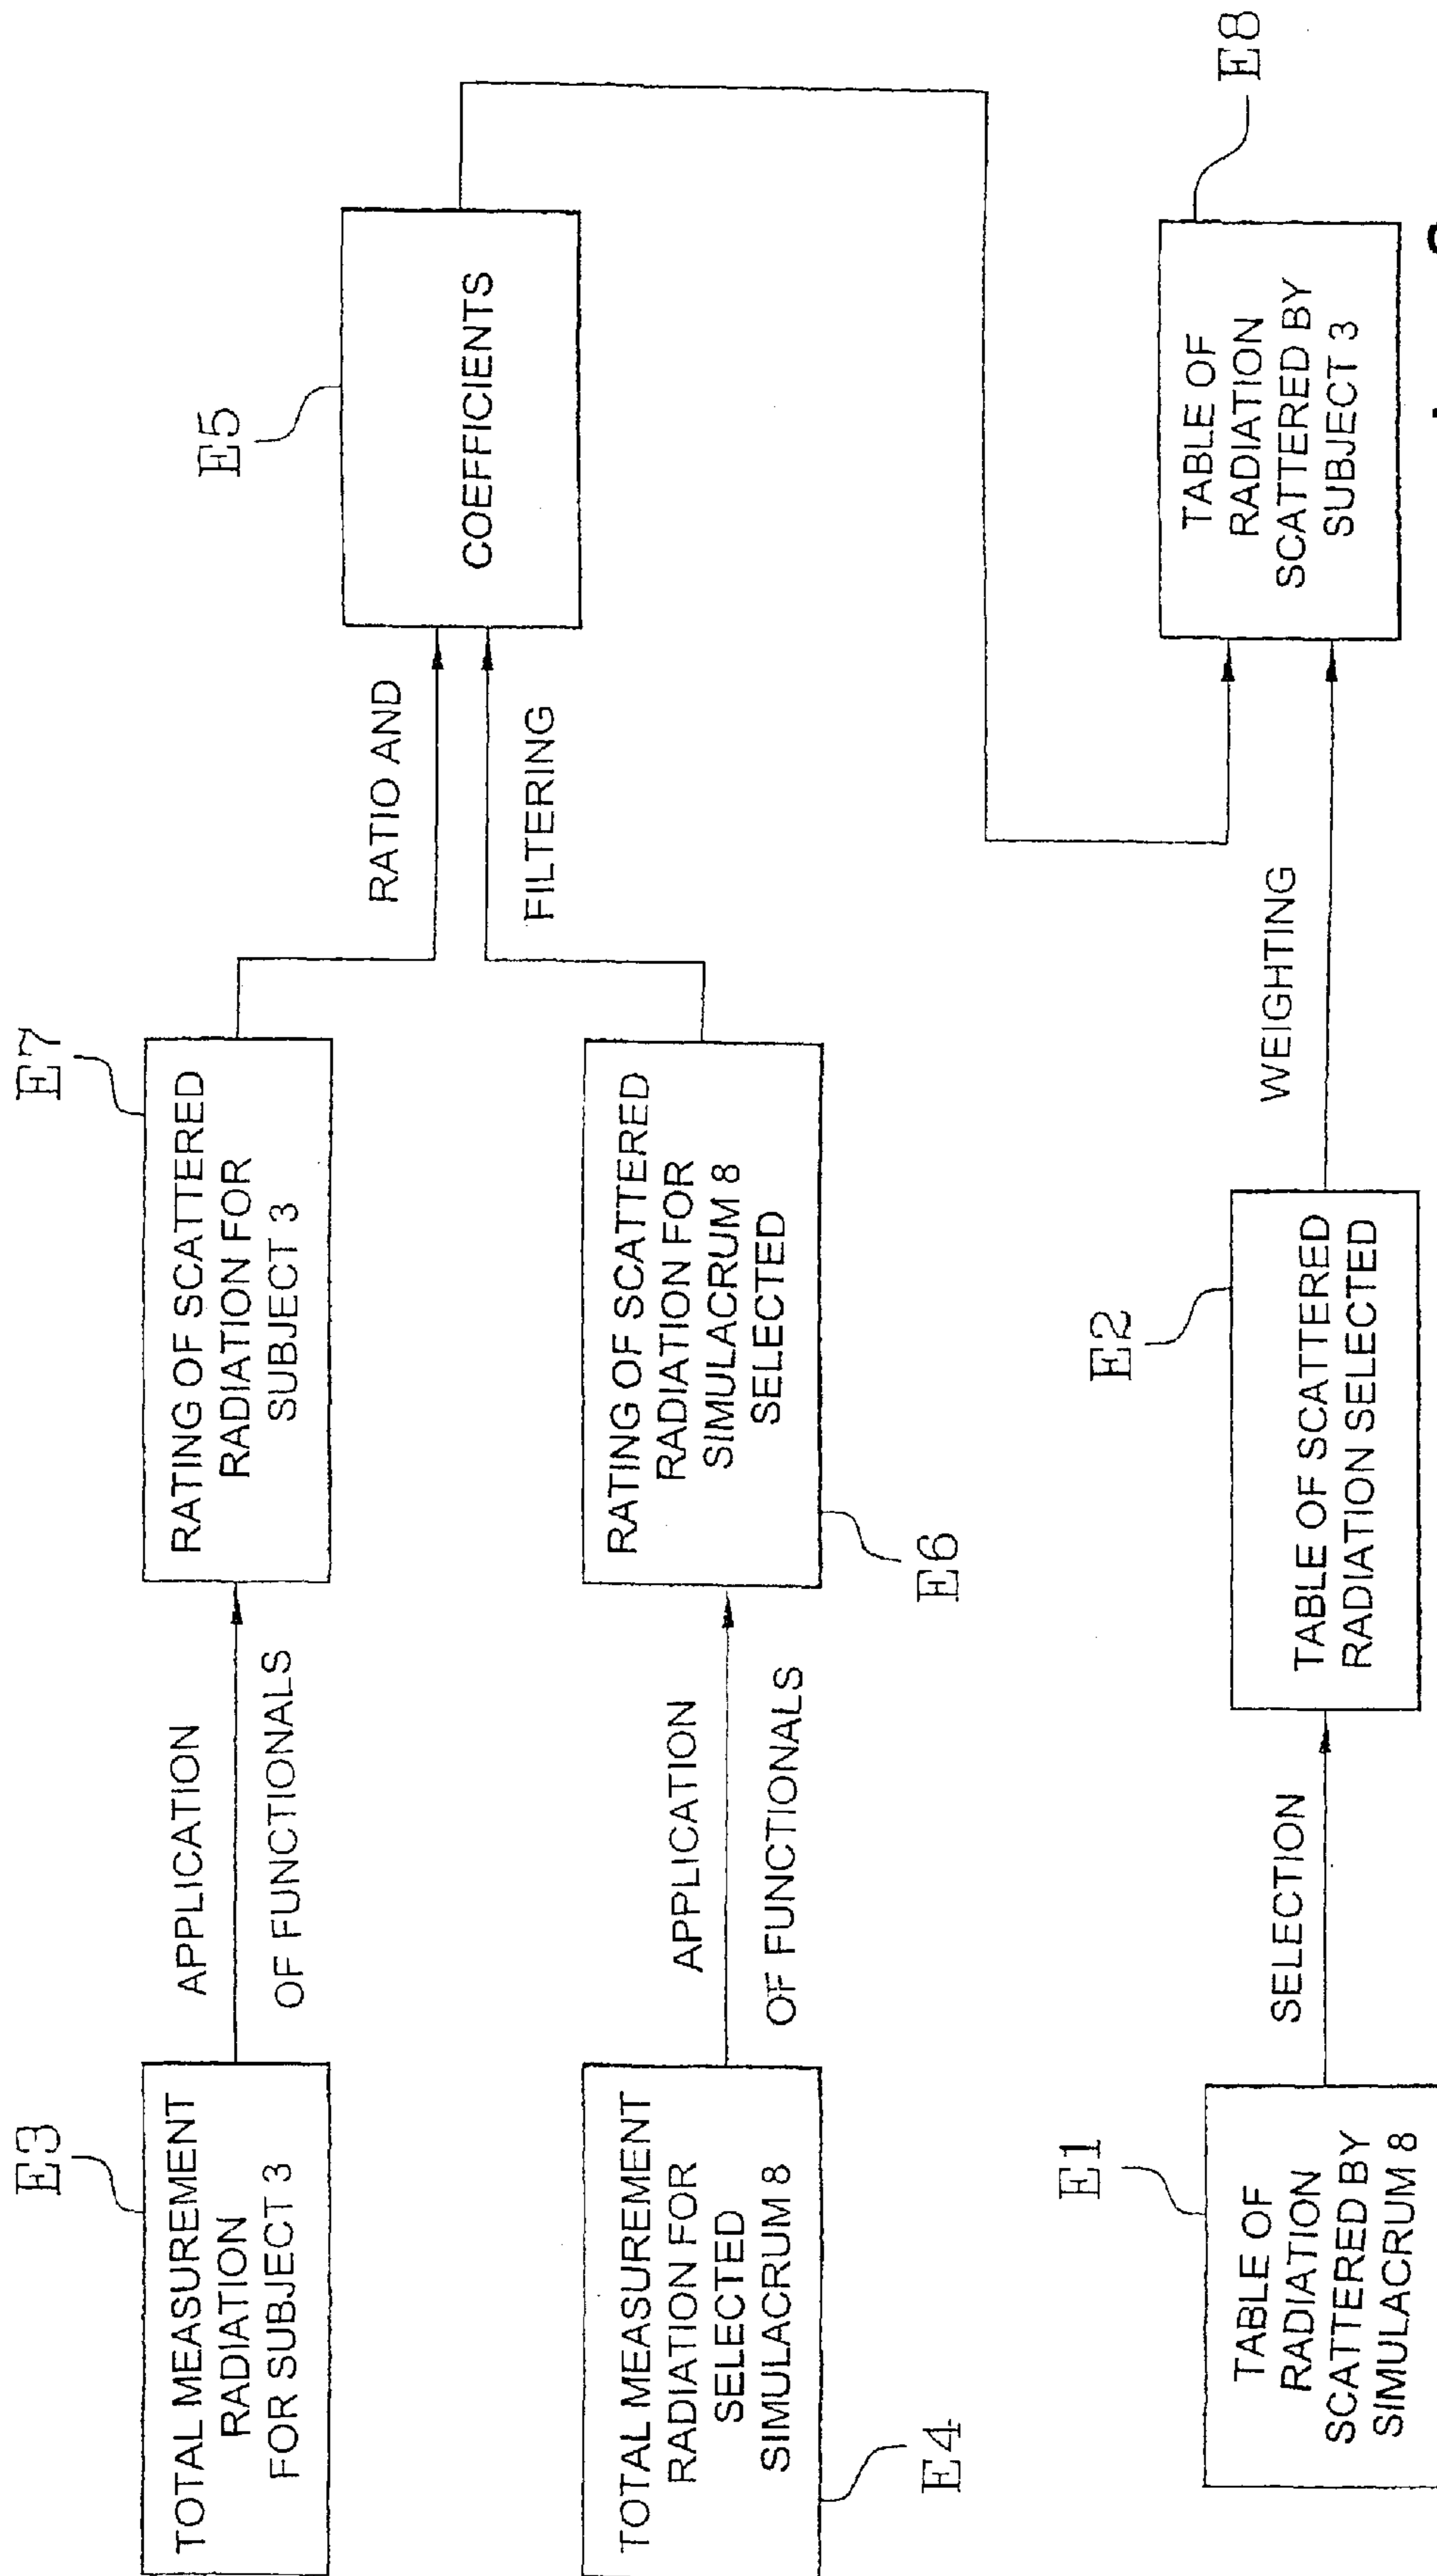 E3
TOTAL MEASUREMENT
RADIATION
FOR SUBJECT 3
APPLICATION
OF FUNCTIONALS
E7
RATING OF SCATTERED
RADIATION FOR
SUBJECT 3
RATIO AND
FILTERING
E5
COEFFICIENTS
TOTAL MEASUREMENT
RADIATION FOR
SELECTED
SIMULACRUM 8
E4
APPLICATION
OF FUNCTIONALS
RATING OF SCATTERED
RADIATION FOR
SIMULACRUM 8
SELECTED
E6
E1
TABLE OF
RADIATION
SCATTERED BY
SIMULACRUM 8
SELECTION
E2
TABLE OF SCATTERED
RADIATION SELECTED
WEIGHTING
TABLE OF
RADIATION
SCATTERED BY
SUBJECT 3
E8